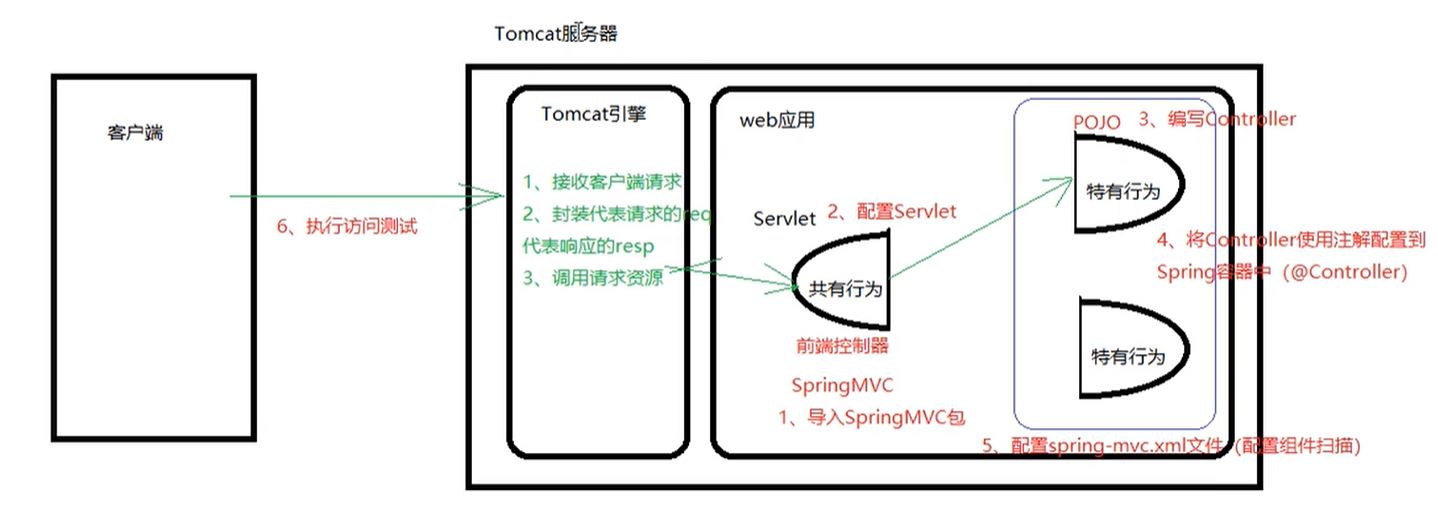 Tomcat服务器
客户端
6、执行访问测试
Tomcat引擎
1、接收客户端请求
2、封装代表请求的req
代表响应的resp
3、调用请求资源
web应用
Servlet
2、配置Servlet
共有行为
前端控制器
SpringMVC
1、导入SpringMVC包
POJO
3、编写Controller
特有行为
4、将Controller使用注解配置到
Spring容器中（@Controller）
特有行为
5、配置spring-mvc.xml文件（配置组件扫描）